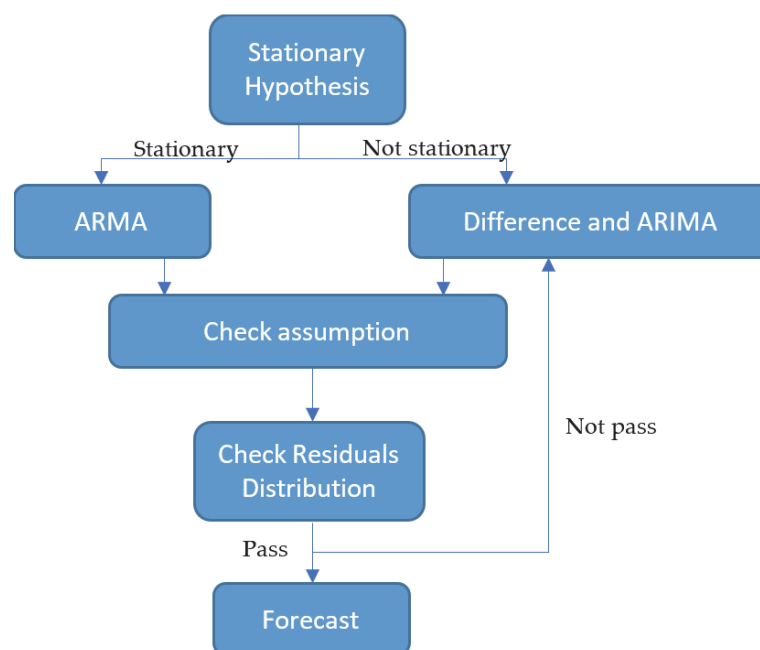 Stationary
Hypothesis
Stationary
Not stationary
ARMA
Difference and ARIMA
Check assumption
Not pass
Check Residuals
Distribution
Pass
Forecast